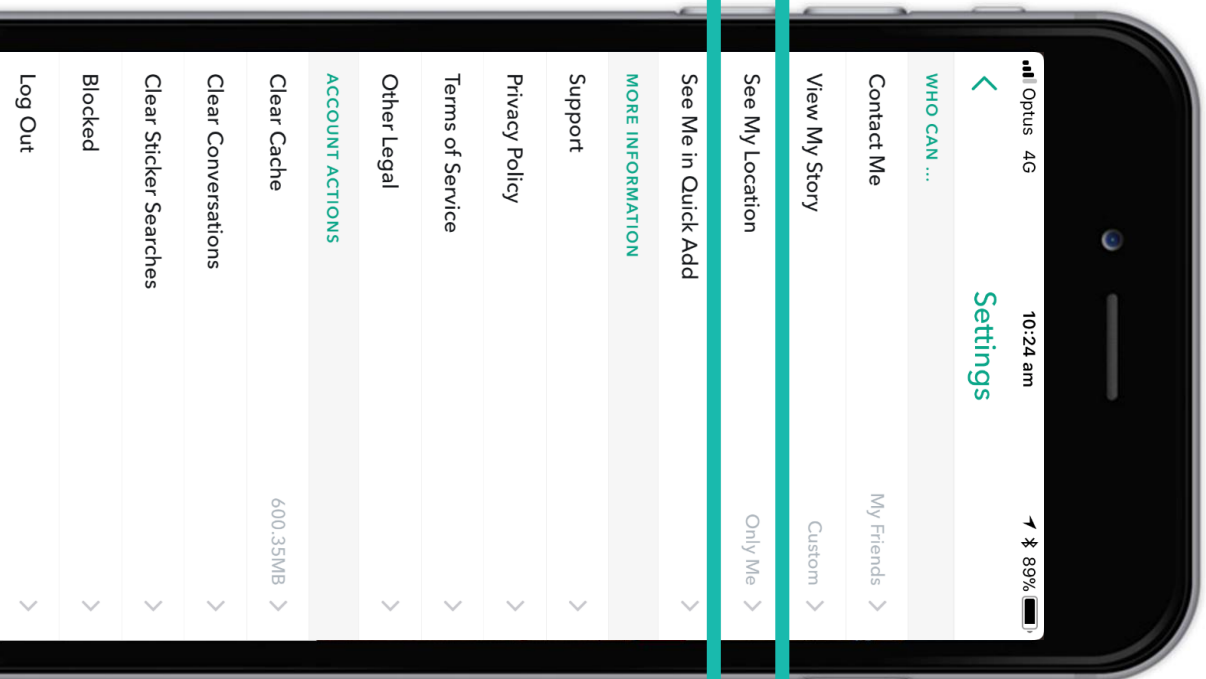 Optus 4G 10:24 am 89%
Settings
WHO CAN ...
Contact Me My Friends
View My Story Custom
See My Location Only Me
See Me in Quick Add
MORE INFORMATION
Support
Privacy Policy
Terms of Service
Other Legal
ACCOUNT ACTIONS
Clear Cache 600.35MB
Clear Conversations
Clear Sticker Searches
Blocked
Log Out